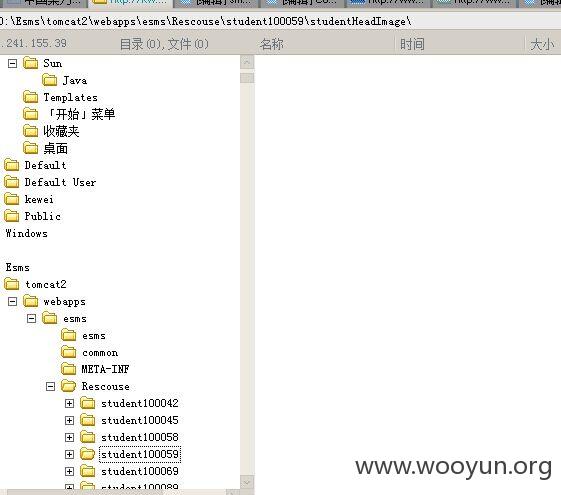 :\Esms\tomcat2\webapps\esms\Rescouse\student100059\studentHeadImage\
.241.155.39 目录(0),文件(0) 名称 时间 大小
Sun
Java
Templates
「开始」菜单
收藏夹
桌面
Default
Default User
kewei
Public
Windows
Esms
tomcat2
webapps
esms
esms
common
META-INF
Rescouse
student100042
student100045
student100058
student100059
student100069
student100089
www.wooyun.org